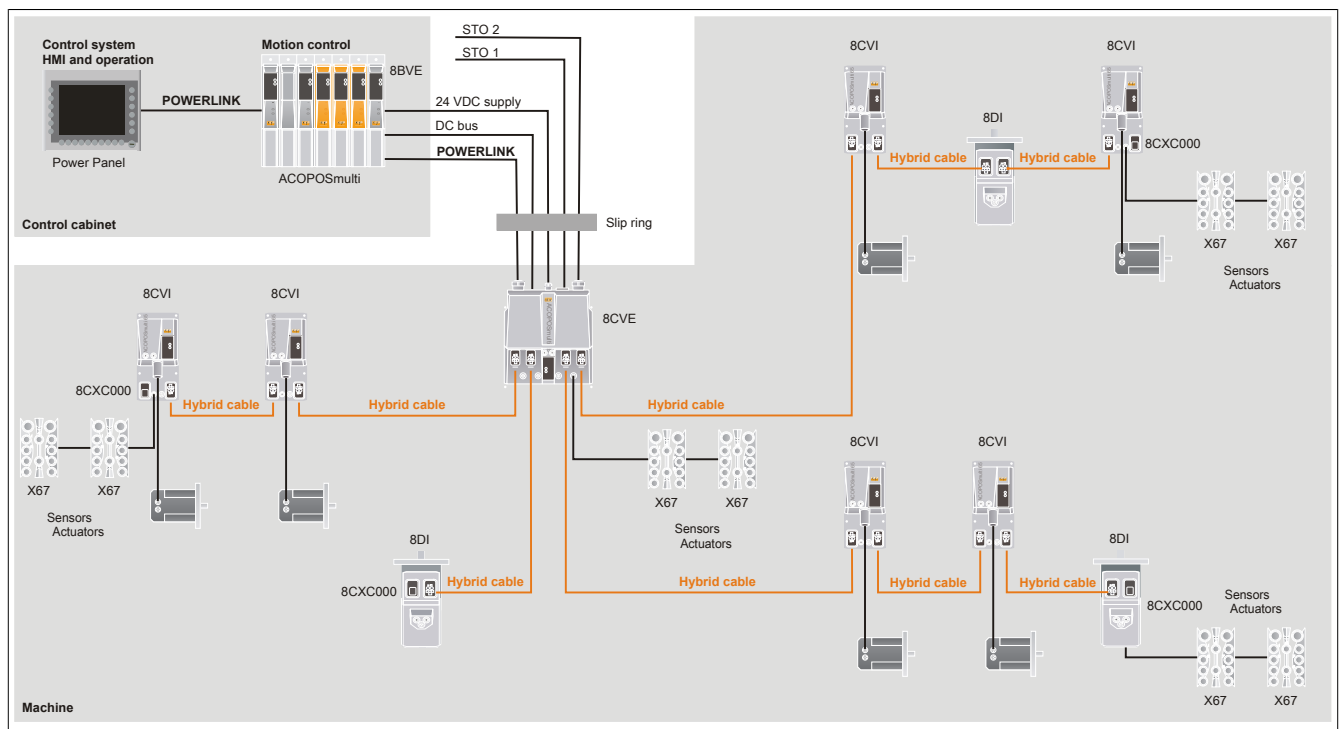 Control system
HMI and operation
Motion control
8BVE
POWERLINK
Power Panel
ACOPOSmulti
Control cabinet
STO 2
STO 1
24 VDC supply
DC bus
POWERLINK
Slip ring
8CVI
8CVI
8DI
Hybrid cable
Hybrid cable
8CXC000
X67
X67
Sensors
Actuators
8CVI
8CVI
8CVE
ACOPOSmulti
8CXC000
Hybrid cable
Hybrid cable
Hybrid cable
X67
X67
Sensors
Actuators
X67
X67
Sensors
Actuators
8CVI
8CVI
8DI
8DI
8CXC000
Hybrid cable
Hybrid cable
Hybrid cable
Hybrid cable
8CXC000
Sensors
Actuators
X67
X67
Machine